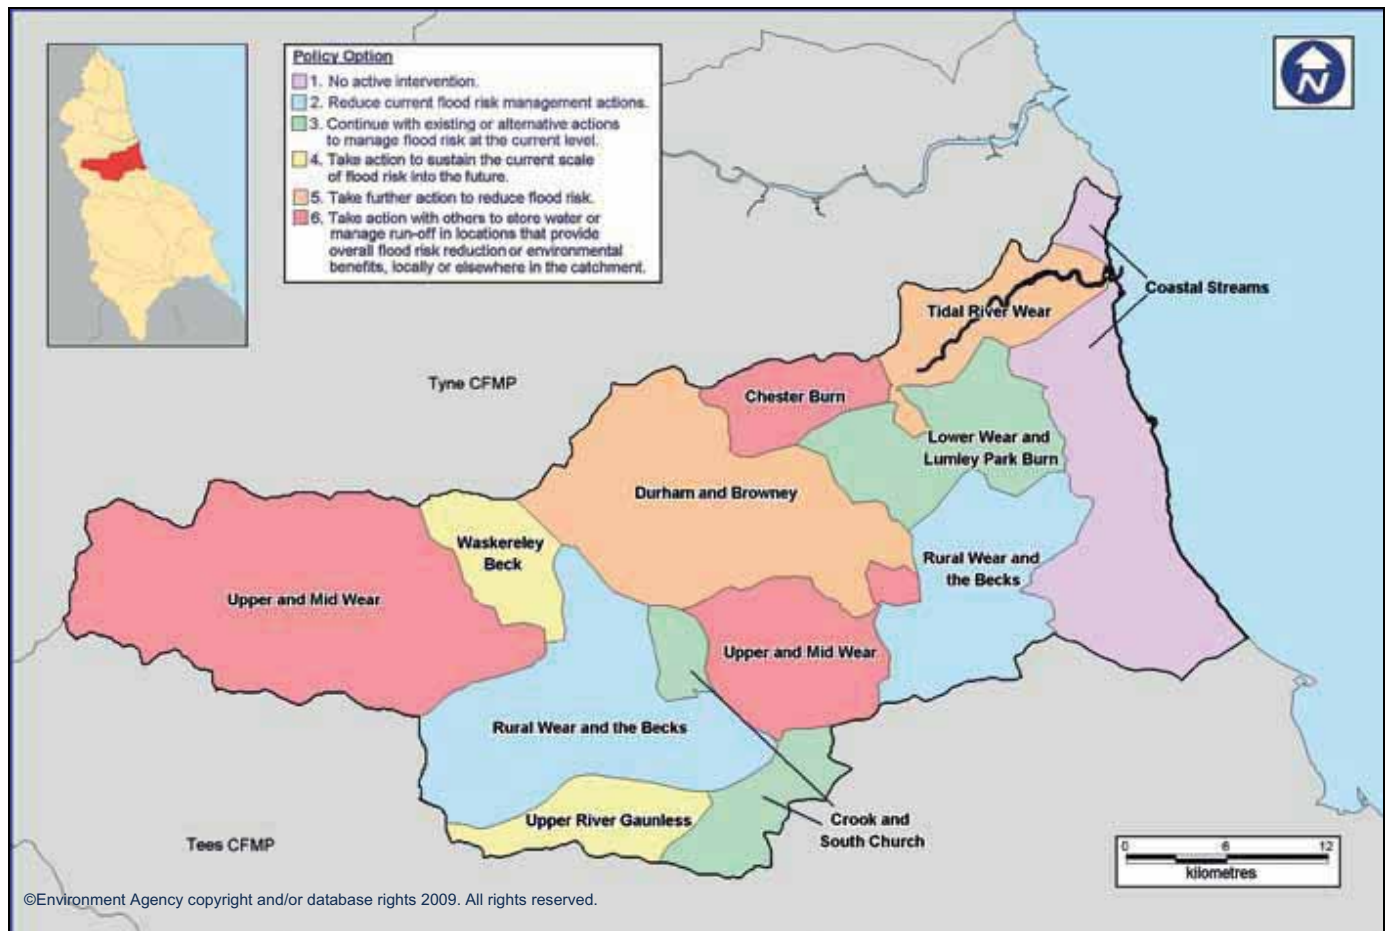 Policy Option
1. No active intervention.
2. Reduce current flood risk management actions.
3. Continue with existing or alternative actions
to manage flood risk at the current level.
4. Take action to sustain the current scale
of flood risk into the future.
5. Take further action to reduce flood risk.
6. Take action with others to store water or
manage run-off in locations that provide
overall flood risk reduction or environmental
benefits, locally or elsewhere in the catchment.
N
Coastal Streams
Tidal River Wear
Tyne CFMP
Chester Burn
Lower Wear and
Lumley Park Burn
Durham and Browney
Waskereley
Beck
Rural Wear and
the Becks
Upper and Mid Wear
Upper and Mid Wear
Rural Wear and the Becks
Upper River Gaunless
Crook and
South Church
Tees CFMP
0 6 12
kilometres
©Environment Agency copyright and/or database rights 2009. All rights reserved.